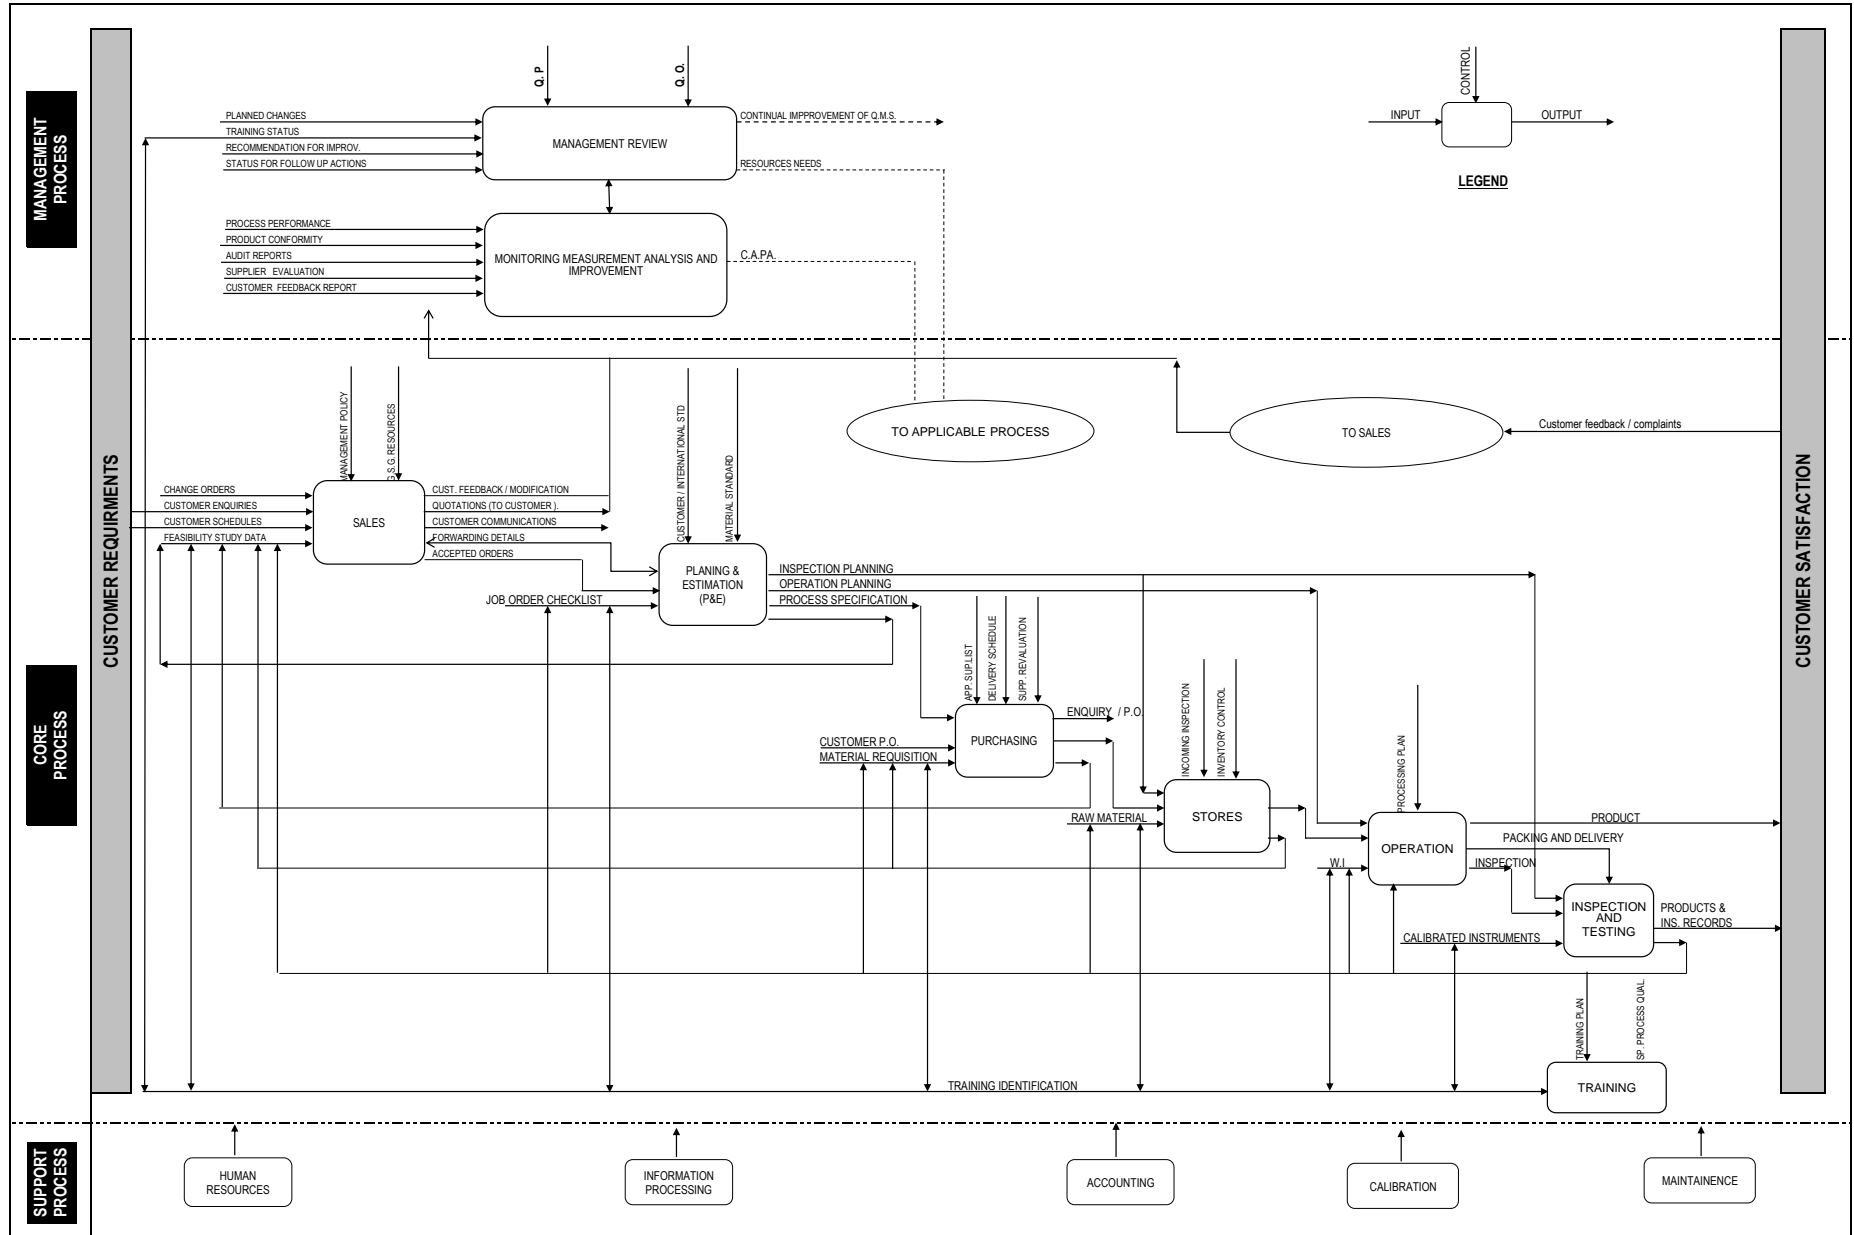 MANAGEMENT
PROCESS
CORE
PROCESS
SUPPORT
PROCESS
CUSTOMER REQUIRMENTS
CUSTOMER SATISFACTION
Q. P
Q. O.
PLANNED CHANGES
TRAINING STATUS
RECOMMENDATION FOR IMPROV.
STATUS FOR FOLLOW UP ACTIONS
MANAGEMENT REVIEW
CONTINUAL IMPPROVEMENT OF Q.M.S.
RESOURCES NEEDS
CONTROL
INPUT
OUTPUT
LEGEND
PROCESS PERFORMANCE
PRODUCT CONFORMITY
AUDIT REPORTS
SUPPLIER EVALUATION
CUSTOMER FEEDBACK REPORT
MONITORING MEASUREMENT ANALYSIS AND
IMPROVEMENT
C.A.PA.
MANAGEMENT POLICY
G.S.G. RESOURCES
CUSTOMER / INTERNATIONAL STD
MATERIAL STANDARD
TO APPLICABLE PROCESS
TO SALES
Customer feedback / complaints
CHANGE ORDERS
CUSTOMER ENQUIRIES
CUSTOMER SCHEDULES
FEASIBILITY STUDY DATA
SALES
CUST. FEEDBACK / MODIFICATION
QUOTATIONS (TO CUSTOMER ).
CUSTOMER COMMUNICATIONS
FORWARDING DETAILS
ACCEPTED ORDERS
JOB ORDER CHECKLIST
PLANING &
ESTIMATION
(P&E)
INSPECTION PLANNING
OPERATION PLANNING
PROCESS SPECIFICATION
APP. SUP.LIST
DELIVERY SCHEDULE
SUPP. REVALUATION
CUSTOMER P.O.
MATERIAL REQUISITION
PURCHASING
ENQUIRY / P.O.
INCOMING INSPECTION
INVENTORY CONTROL
RAW MATERIAL
STORES
PROCESSING PLAN
W.I
OPERATION
PRODUCT
PACKING AND DELIVERY
INSPECTION
CALIBRATED INSTRUMENTS
INSPECTION
AND
TESTING
PRODUCTS &
INS. RECORDS
TRAINING PLAN
SP. PROCESS QUAL.
TRAINING IDENTIFICATION
TRAINING
HUMAN
RESOURCES
INFORMATION
PROCESSING
ACCOUNTING
CALIBRATION
MAINTAINENCE